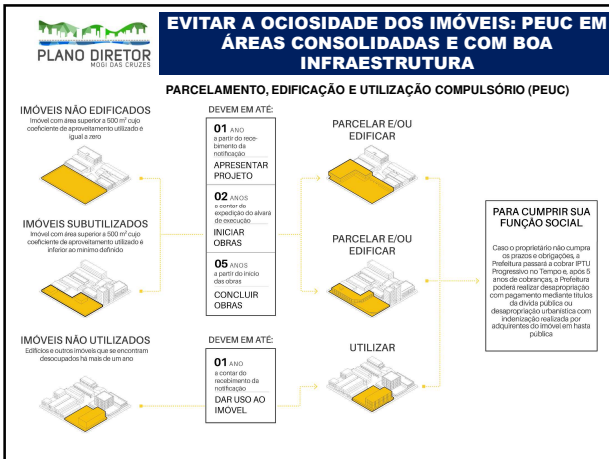 PLANO DIRETOR
MOGI DAS CRUZES
EVITAR A OCIOSIDADE DOS IMÓVEIS: PEUC EM
ÁREAS CONSOLIDADAS E COM BOA
INFRAESTRUTURA
PARCELAMENTO, EDIFICAÇÃO E UTILIZAÇÃO COMPULSÓRIO (PEUC)
IMÓVEIS NÃO EDIFICADOS
Imóvel com área superior a 500 m² cujo
coeficiente de aproveitamento utilizado é
igual a zero
IMÓVEIS SUBUTILIZADOS
Imóvel com área superior a 500 m² cujo
coeficiente de aproveitamento utilizado é
inferior ao mínimo definido
DEVEM EM ATÉ:
01 ANO
a partir do rece-
bimento da
notificação
APRESENTAR
PROJETO
02 ANOS
a contar da
expedição do alvará
de execução
INICIAR
OBRAS
05 ANOS
a partir do início
das obras
CONCLUIR
OBRAS
PARCELAR E/OU
EDIFICAR
PARCELAR E/OU
EDIFICAR
IMÓVEIS NÃO UTILIZADOS
Edifícios e outros imóveis que se encontram
desocupados há mais de um ano
DEVEM EM ATÉ:
01 ANO
a contar do
recebimento da
notificação
DAR USO AO
IMÓVEL
UTILIZAR
PARA CUMPRIR SUA
FUNÇÃO SOCIAL
Caso o proprietário não cumpra
os prazos e obrigações, a
Prefeitura passará a cobrar IPTU
Progressivo no Tempo e, após 5
anos de cobranças, a Prefeitura
poderá realizar desapropriação
com pagamento mediante títulos
da dívida pública ou
desapropriação urbanística com
indenização realizada por
adquirentes do imóvel em hasta
pública